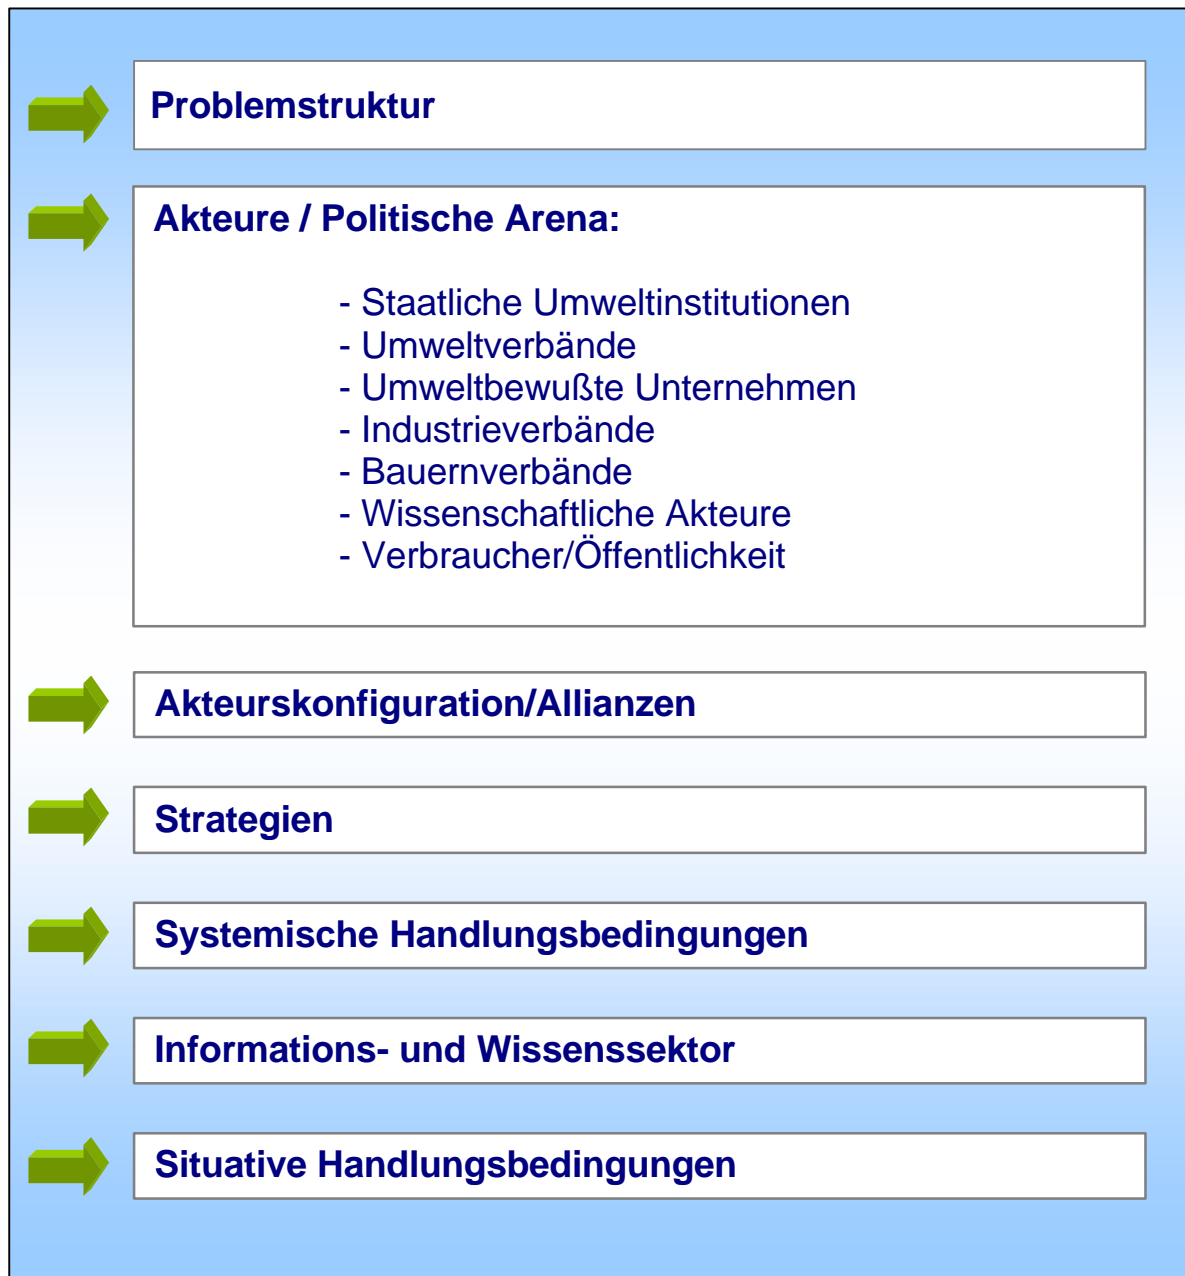 Problemstruktur
Akteure / Politische Arena:
- Staatliche Umweltinstitutionen
- Umweltverbände
- Umweltbewußte Unternehmen
- Industrieverbände
- Bauernverbände
- Wissenschaftliche Akteure
- Verbraucher/Öffentlichkeit
Akteurskonfiguration/Allianzen
Strategien
Systemische Handlungsbedingungen
Informations- und Wissenssektor
Situative Handlungsbedingungen